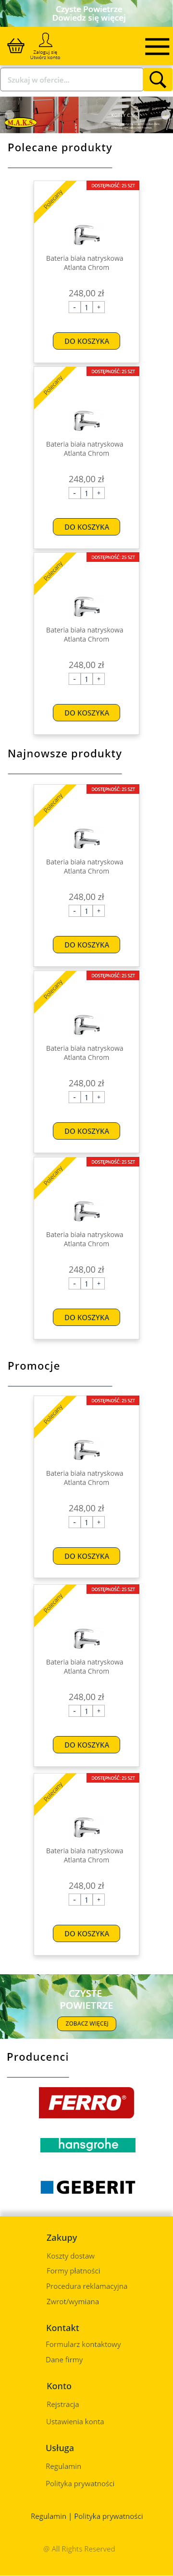 Czyste Powietrze
Dowiedz się więcej
Zaloguj się
Utwórz konto
Szukaj w ofercie...
M.A.K.S.
Polecane produkty
Polecany
DOSTĘPNOŚĆ: 25 SZT
Bateria biała natryskowa
Atlanta Chrom
248,00 zł
- 1 +
DO KOSZYKA
Polecany
DOSTĘPNOŚĆ: 25 SZT
Bateria biała natryskowa
Atlanta Chrom
248,00 zł
- 1 +
DO KOSZYKA
Polecany
DOSTĘPNOŚĆ: 25 SZT
Bateria biała natryskowa
Atlanta Chrom
248,00 zł
- 1 +
DO KOSZYKA
Najnowsze produkty
Polecany
DOSTĘPNOŚĆ: 25 SZT
Bateria biała natryskowa
Atlanta Chrom
248,00 zł
- 1 +
DO KOSZYKA
Polecany
DOSTĘPNOŚĆ: 25 SZT
Bateria biała natryskowa
Atlanta Chrom
248,00 zł
- 1 +
DO KOSZYKA
Polecany
DOSTĘPNOŚĆ: 25 SZT
Bateria biała natryskowa
Atlanta Chrom
248,00 zł
- 1 +
DO KOSZYKA
Promocje
Polecany
DOSTĘPNOŚĆ: 25 SZT
Bateria biała natryskowa
Atlanta Chrom
248,00 zł
- 1 +
DO KOSZYKA
Polecany
DOSTĘPNOŚĆ: 25 SZT
Bateria biała natryskowa
Atlanta Chrom
248,00 zł
- 1 +
DO KOSZYKA
Polecany
DOSTĘPNOŚĆ: 25 SZT
Bateria biała natryskowa
Atlanta Chrom
248,00 zł
- 1 +
DO KOSZYKA
CZYSTE
POWIETRZE
ZOBACZ WIĘCEJ
Producenci
FERRO
hansgrohe
GEBERIT
Zakupy
Koszty dostaw
Formy płatności
Procedura reklamacyjna
Zwrot/wymiana
Kontakt
Formularz kontaktowy
Dane firmy
Konto
Rejstracja
Ustawienia konta
Usługa
Regulamin
Polityka prywatności
Regulamin | Polityka prywatności
@ All Rights Reserved